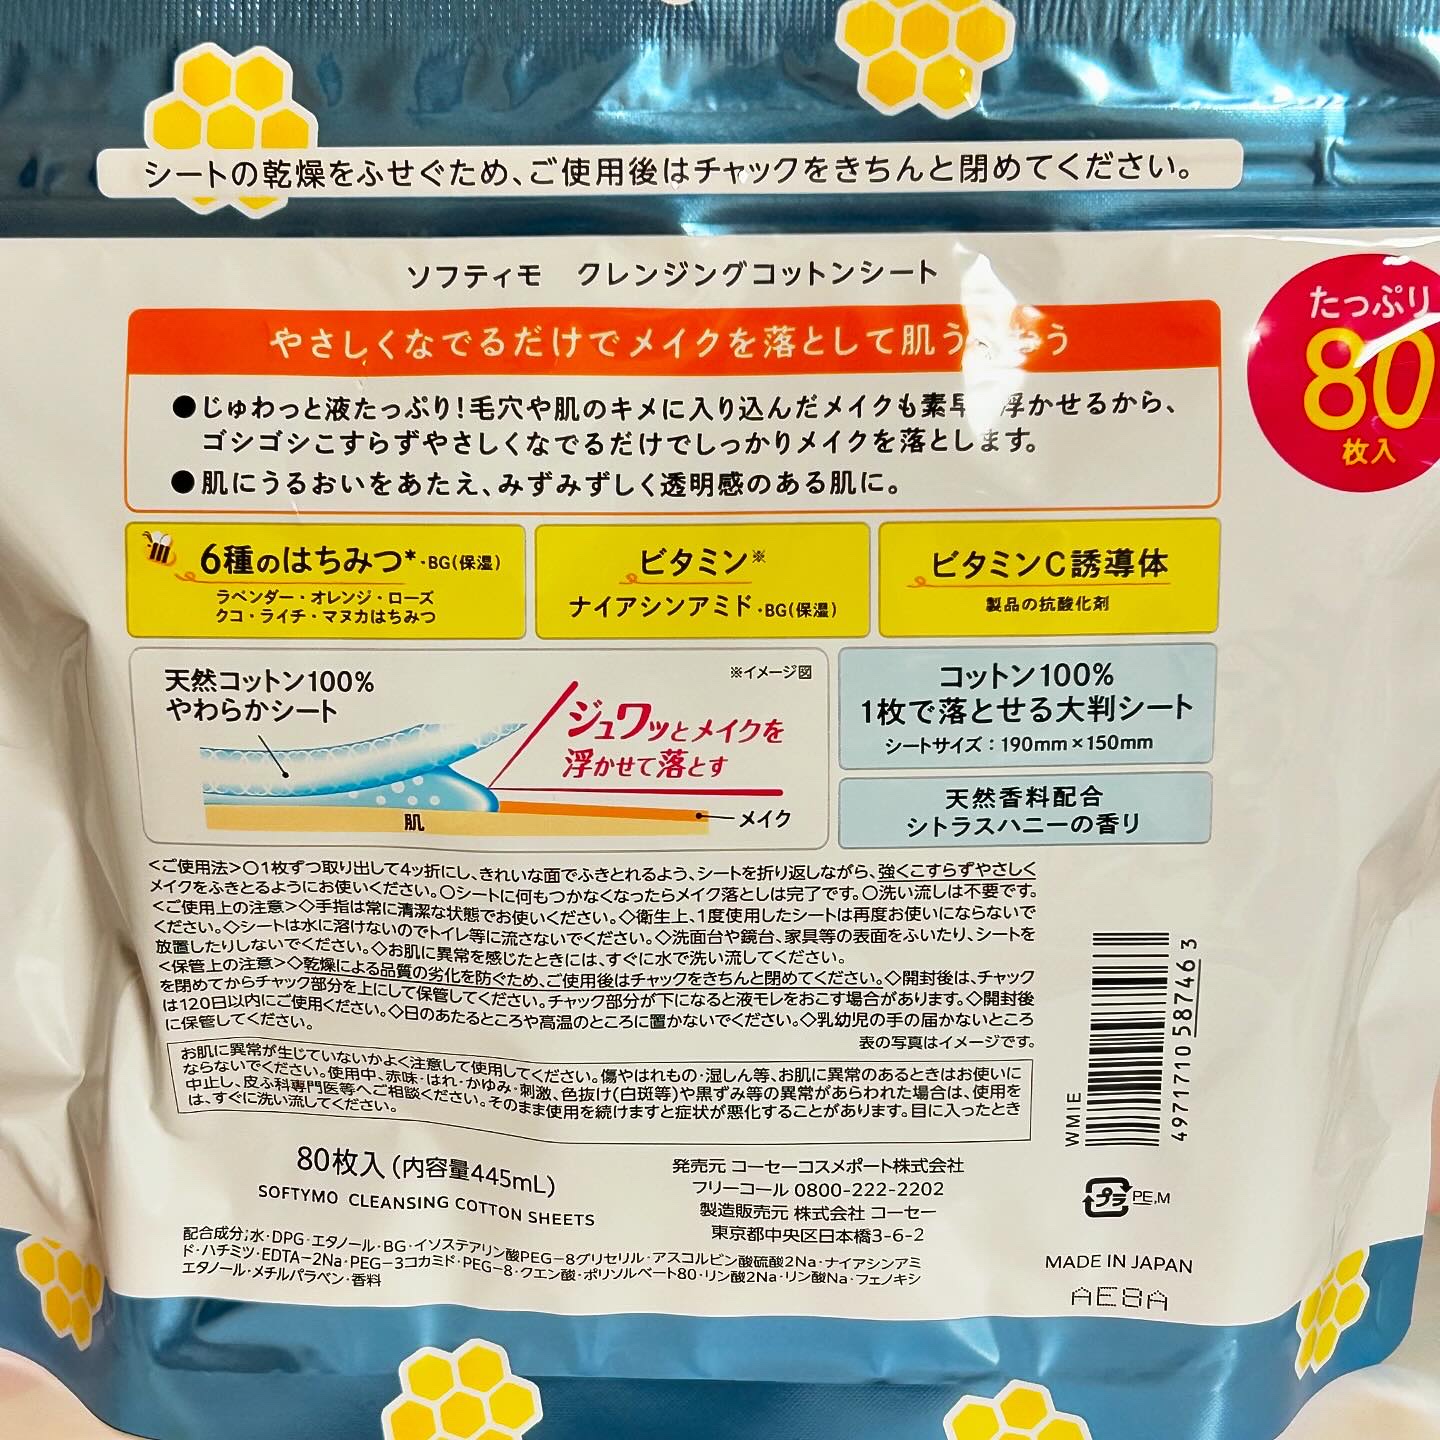 シートの乾燥をふせぐため、ご使用後はチャックをきちんと閉めてください。
ソフティモ　クレンジングコットンシート
たっぷり
80
枚入
やさしくなでるだけでメイクを落として肌う おう
●じゅわっと液たっぷり!毛穴や肌のキメに入り込んだメイクも素早 浮かせるから、
ゴシゴシこすらずやさしくなでるだけでしっかりメイクを落とします。
●肌にうるおいをあたえ、みずみずしく透明感のある肌に。
6種のはちみつ*・BG(保湿)
ラベンダー・オレンジ・ローズ
クコ・ライチ・マヌカはちみつ
ビタミン※
ナイアシンアミド・BG(保湿)
ビタミンC誘導体
製品の抗酸化剤
天然コットン100%
やわらかシート
※イメージ図
ジュワッとメイクを
浮かせて落とす
肌
メイク
コットン100%
1枚で落とせる大判シート
シートサイズ：190mm×150mm
天然香料配合
シトラスハニーの香り
<ご使用法>○1枚ずつ取り出して4ッ折にし、きれいな面でふきとれるよう、シートを折り返しながら、強くこすらずやさしく
メイクをふきとるようにお使いください。○シートに何もつかなくなったらメイク落としは完了です。○洗い流しは不要です。
<ご使用上の注意>◇手指は常に清潔な状態でお使いください。◇衛生上、1度使用したシートは再度お使いにならないで
ください。◇シートは水に溶けないのでトイレ等に流さないでください。◇洗面台や鏡台、家具等の表面をふいたり、シートを
放置したりしないでください。◇お肌に異常を感じたときには、すぐに水で洗い流してください。
<保管上の注意>◇乾燥による品質の劣化を防ぐため、ご使用後はチャックをきちんと閉めてください。◇開封後は、チャック
を閉めてからチャック部分を上にして保管してください。チャック部分が下になると液モレをおこす場合があります。◇開封後
は120日以内にご使用ください。◇日のあたるところや高温のところに置かないでください。◇乳幼児の手の届かないところ
に保管してください。
表の写真はイメージです。
お肌に異常が生じていないかよく注意して使用してください。傷やはれもの・湿しん等、お肌に異常のあるときはお使いに
ならないでください。使用中、赤味・はれ・かゆみ・刺激、色抜け(白斑等)や黒ずみ等の異常があらわれた場合は、使用を
中止し、皮ふ科専門医等へご相談ください。そのまま使用を続けますと症状が悪化することがあります。目に入ったとき
は、すぐに洗い流してください。
80枚入(内容量445mL)
SOFTYMO CLEANSING COTTON SHEETS
発売元 コーセーコスメポート株式会社
フリーコール 0800-222-2202
製造販売元 株式会社 コーセー
東京都中央区日本橋3-6-2
配合成分;水・DPG・エタノール・BG・イソステアリン酸PEG－8グリセリル・アスコルビン酸硫酸2Na・ナイアシンアミ
ド・ハチミツ・EDTA－2Na・PEG－3コカミド・PEG－8・クエン酸・ポリソルベート80・リン酸2Na・リン酸Na・フェノキシ
エタノール・メチルパラベン・香料
WMIE
4971710 587463
プラ
PE,M
MADE IN JAPAN
AE8A